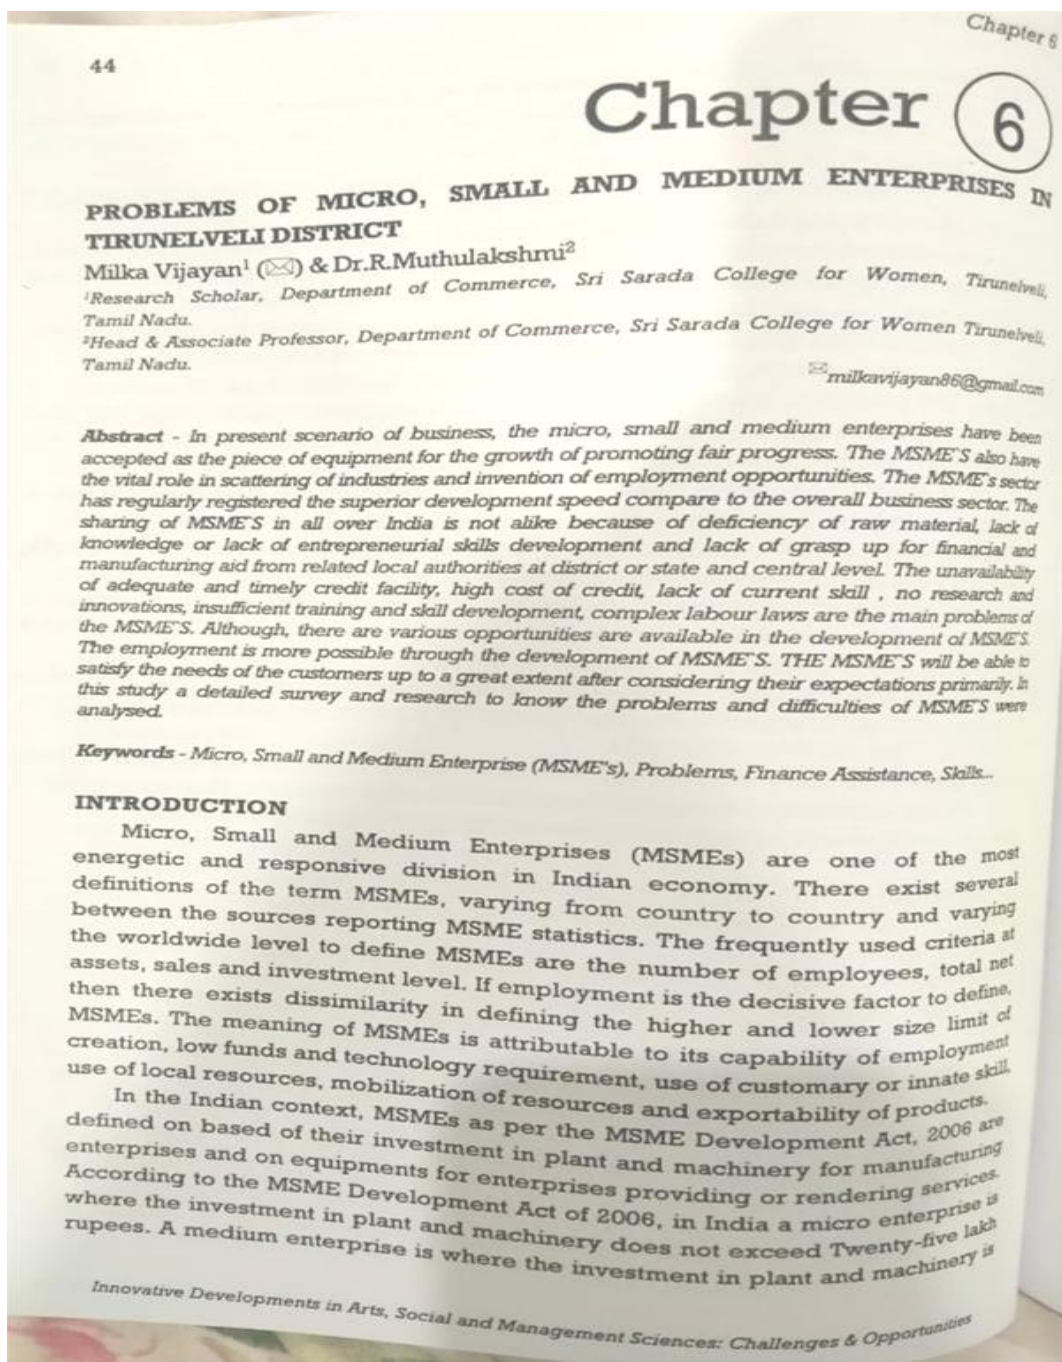 Chapter 6
44
Chapter 6
PROBLEMS OF MICRO, SMALL AND MEDIUM ENTERPRISES IN
TIRUNELVELI DISTRICT
Milka Vijayan¹ (✉) & Dr.R.Muthulakshmi²
¹Research Scholar, Department of Commerce, Sri Sarada College for Women, Tirunelveli,
Tamil Nadu.
²Head & Associate Professor, Department of Commerce, Sri Sarada College for Women Tirunelveli,
Tamil Nadu.
✉milkavijayan86@gmail.com
Abstract - In present scenario of business, the micro, small and medium enterprises have been
accepted as the piece of equipment for the growth of promoting fair progress. The MSME'S also have
the vital role in scattering of industries and invention of employment opportunities. The MSME's sector
has regularly registered the superior development speed compare to the overall business sector. The
sharing of MSME'S in all over India is not alike because of deficiency of raw material, lack of
knowledge or lack of entrepreneurial skills development and lack of grasp up for financial and
manufacturing aid from related local authorities at district or state and central level. The unavailability
of adequate and timely credit facility, high cost of credit, lack of current skill , no research and
innovations, insufficient training and skill development, complex labour laws are the main problems of
the MSME'S. Although, there are various opportunities are available in the development of MSME'S.
The employment is more possible through the development of MSME'S. THE MSME'S will be able to
satisfy the needs of the customers up to a great extent after considering their expectations primarily. In
this study a detailed survey and research to know the problems and difficulties of MSME'S were
analysed.
Keywords - Micro, Small and Medium Enterprise (MSME's), Problems, Finance Assistance, Skills...
INTRODUCTION
Micro, Small and Medium Enterprises (MSMEs) are one of the most
energetic and responsive division in Indian economy. There exist several
definitions of the term MSMEs, varying from country to country and varying
between the sources reporting MSME statistics. The frequently used criteria at
the worldwide level to define MSMEs are the number of employees, total net
assets, sales and investment level. If employment is the decisive factor to define,
then there exists dissimilarity in defining the higher and lower size limit of
MSMEs. The meaning of MSMEs is attributable to its capability of employment
creation, low funds and technology requirement, use of customary or innate skill,
use of local resources, mobilization of resources and exportability of products.
In the Indian context, MSMEs as per the MSME Development Act, 2006 are
defined on based of their investment in plant and machinery for manufacturing
enterprises and on equipments for enterprises providing or rendering services.
According to the MSME Development Act of 2006, in India a micro enterprise is
where the investment in plant and machinery does not exceed Twenty-five lakh
rupees. A medium enterprise is where the investment in plant and machinery is
Innovative Developments in Arts, Social and Management Sciences: Challenges & Opportunities